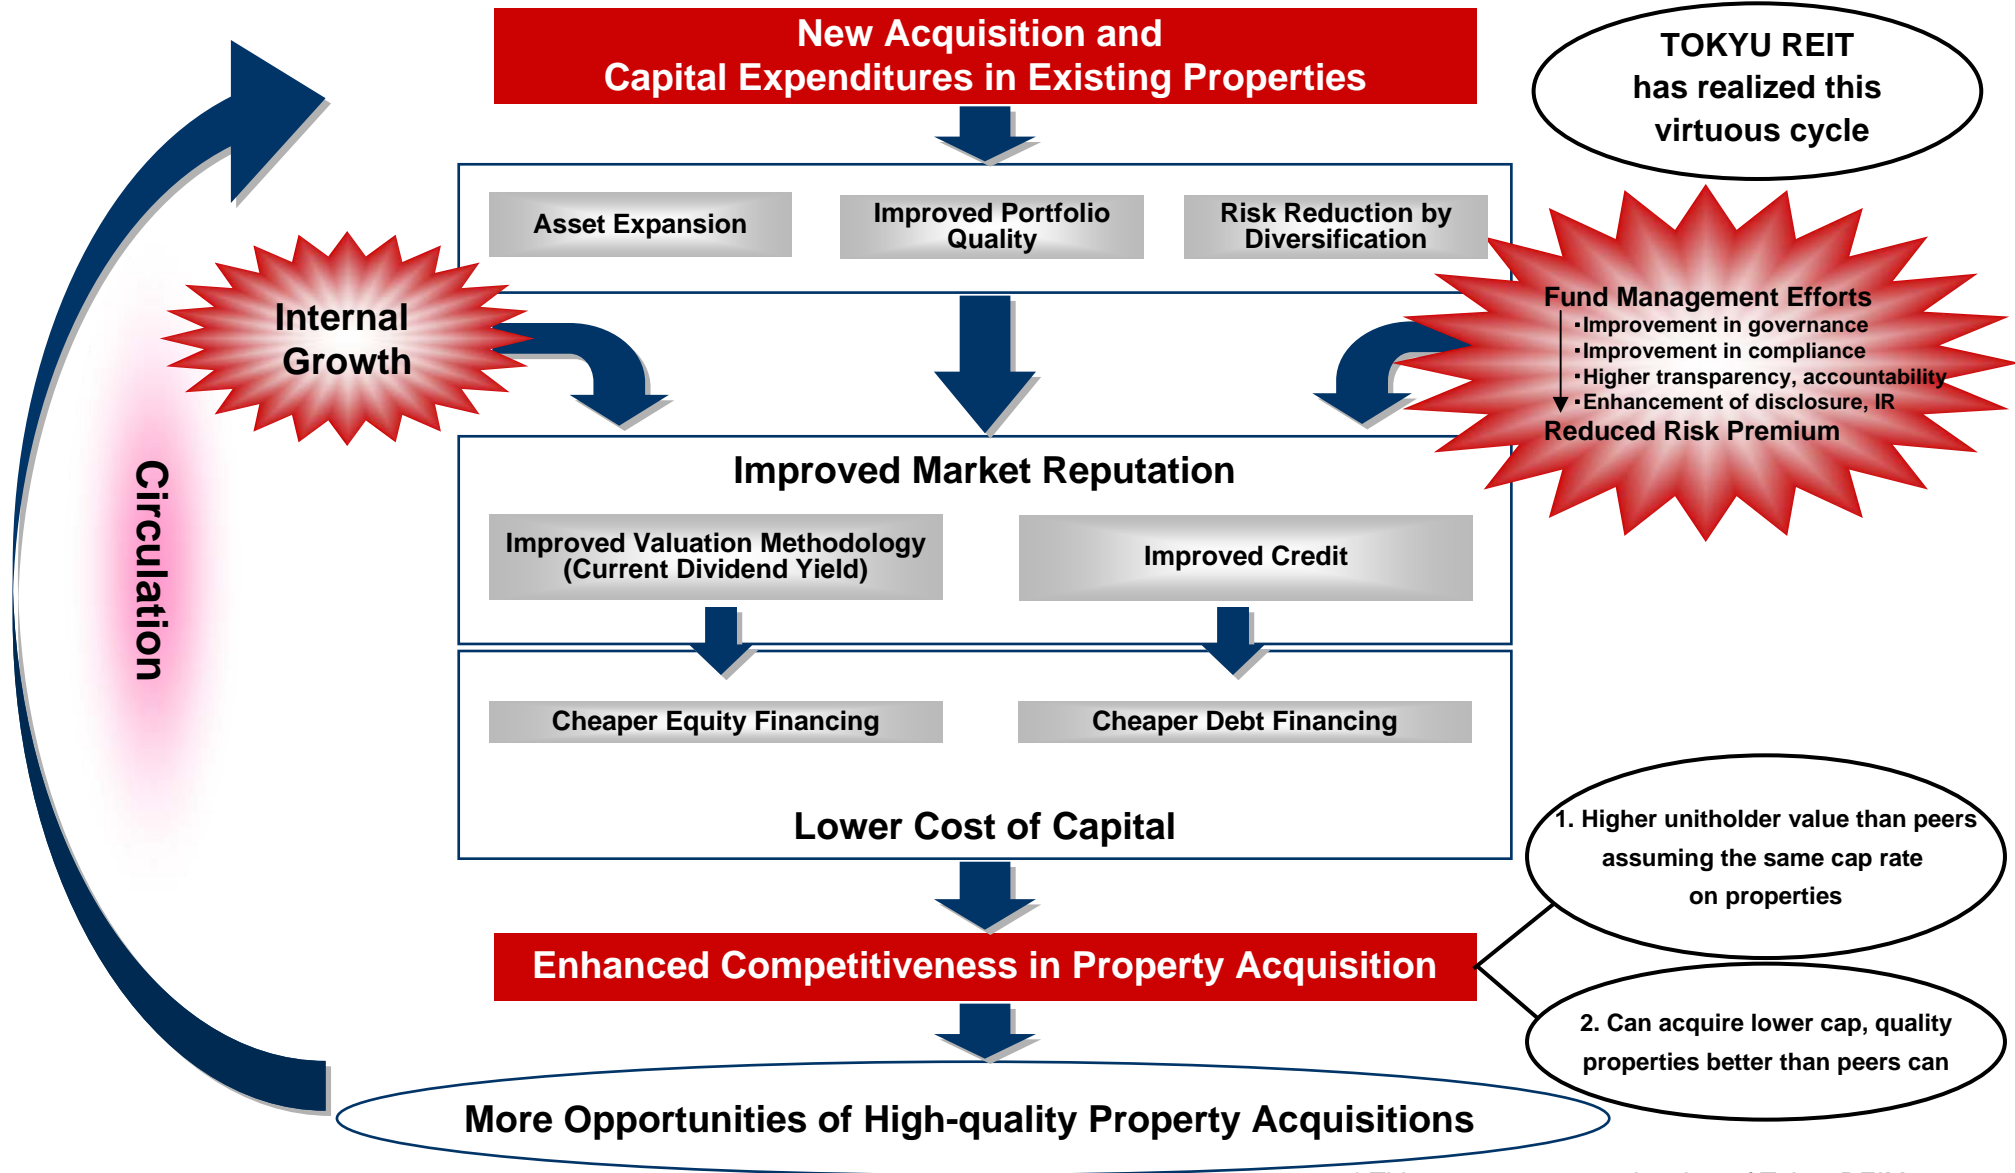 New Acquisition and
Capital Expenditures in Existing Properties
TOKYU REIT
has realized this
virtuous cycle
Asset Expansion
Improved Portfolio
Quality
Risk Reduction by
Diversification
Internal
Growth
Fund Management Efforts
・Improvement in governance
・Improvement in compliance
・Higher transparency, accountability
・Enhancement of disclosure, IR
Reduced Risk Premium
Circulation
Improved Market Reputation
Improved Valuation Methodology
(Current Dividend Yield)
Improved Credit
Cheaper Equity Financing
Cheaper Debt Financing
Lower Cost of Capital
1. Higher unitholder value than peers
assuming the same cap rate
on properties
Enhanced Competitiveness in Property Acquisition
2. Can acquire lower cap, quality
properties better than peers can
More Opportunities of High-quality Property Acquisitions